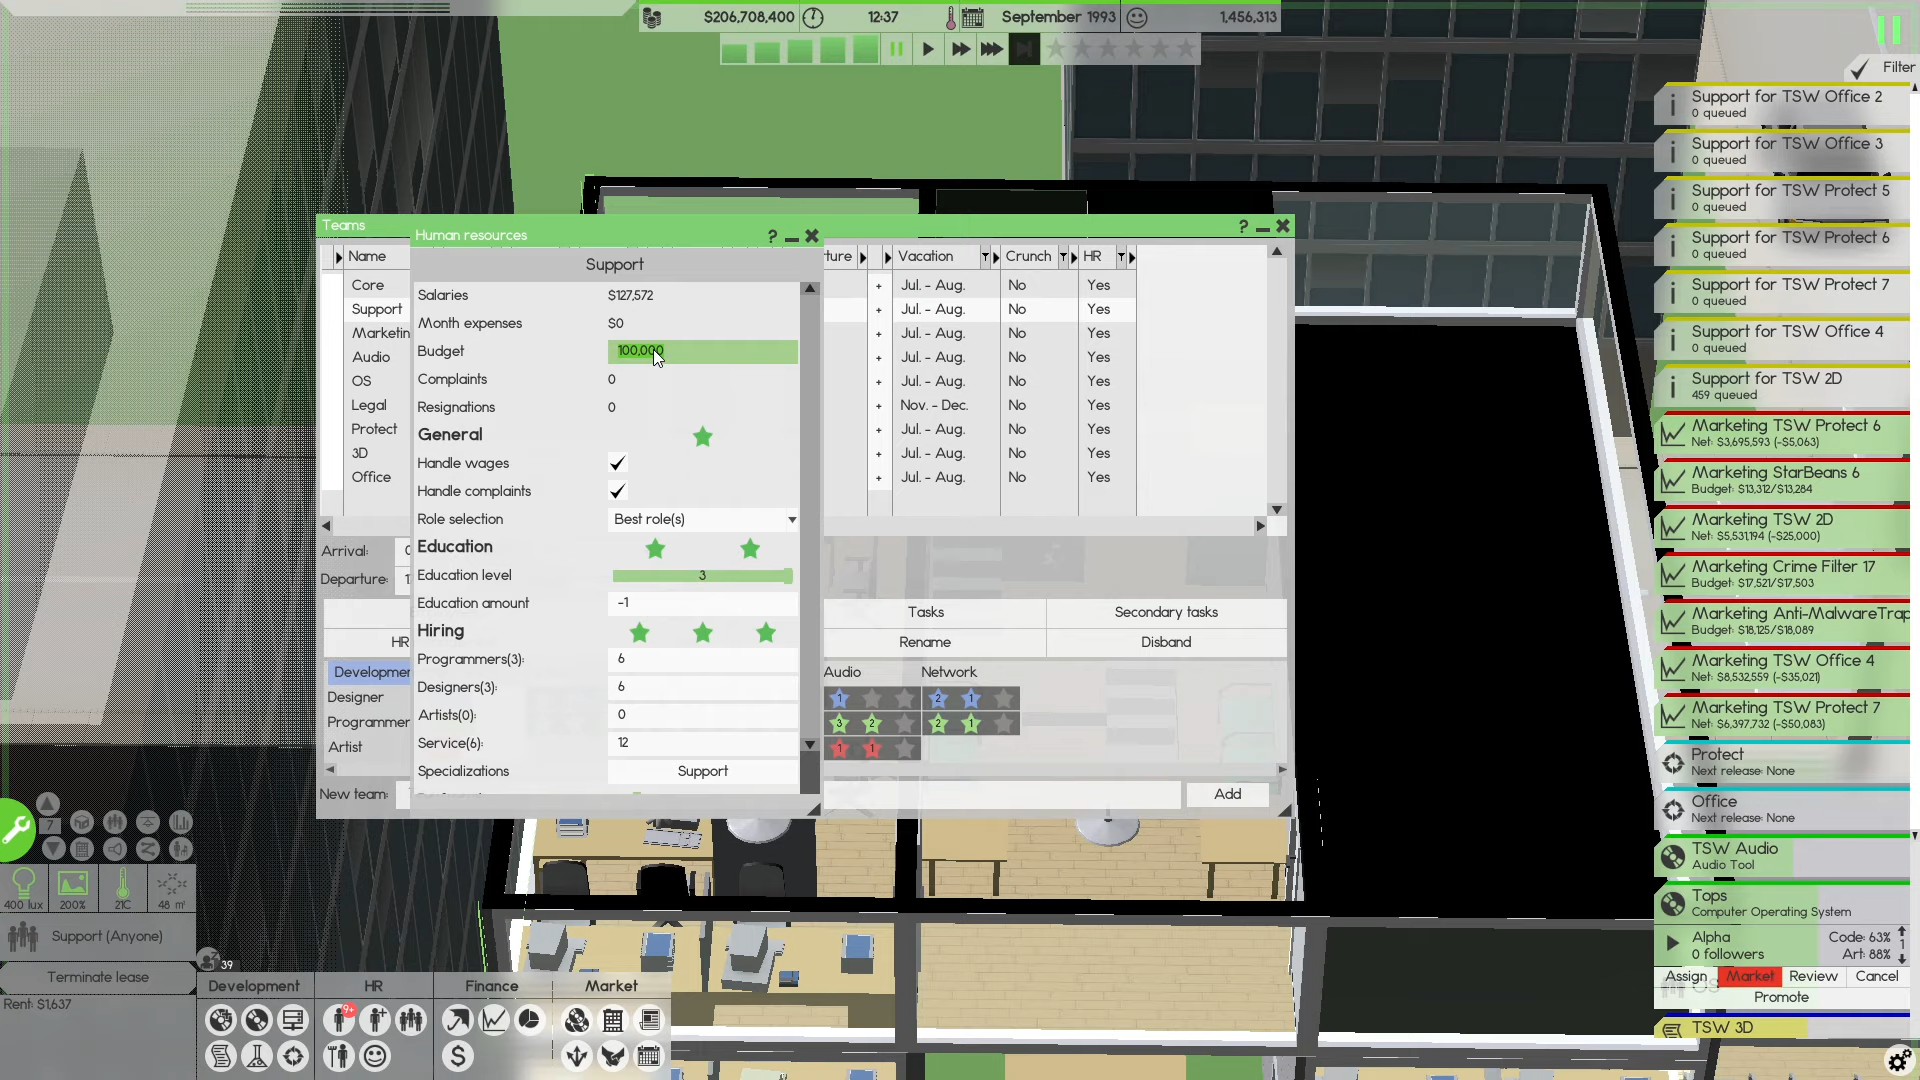 $206,708,400
12:37
September 1993
1,456,313
Filter
Support for TSW Office 2
0 queued
Support for TSW Office 3
0 queued
Support for TSW Protect 5
0 queued
Support for TSW Protect 6
0 queued
Support for TSW Protect 7
0 queued
Support for TSW Office 4
0 queued
Support for TSW 2D
459 queued
Marketing TSW Protect 6
Net: $3,695,593 (-$5,063)
Marketing StarBeans 6
Budget: $13,312/$13,284
Marketing TSW 2D
Net: $5,531,194 (-$25,000)
Marketing Crime Filter 17
Budget: $17,521/$17,503
Marketing Anti-MalwareTrap
Budget: $18,125/$18,089
Marketing TSW Office 4
Net: $8,532,559 (-$35,021)
Marketing TSW Protect 7
Net: $6,397,732 (-$50,083)
Protect
Next release: None
Office
Next release: None
TSW Audio
Audio Tool
Tops
Computer Operating System
Alpha
0 followers
Code: 63%
Art: 88%
1
Assign Market Review Cancel
Promote
TSW 3D
Teams
?
Name
ture
Vacation
Crunch
HR
Core
+ Jul. - Aug. No Yes
Support
+ Jul. - Aug. No Yes
Marketin
+ Jul. - Aug. No Yes
Audio
+ Jul. - Aug. No Yes
OS
+ Jul. - Aug. No Yes
Legal
+ Nov. - Dec. No Yes
Protect
+ Jul. - Aug. No Yes
3D
+ Jul. - Aug. No Yes
Office
+ Jul. - Aug. No Yes
Arrival:
Departure:
HR
Tasks
Secondary tasks
Rename
Disband
Developmer
Designer
Programmer
Artist
Audio
Network
1
2 1
3 2
2 1
1 1
New team:
Add
Human resources
?
Support
Salaries $127,572
Month expenses $0
Budget 100,000
Complaints 0
Resignations 0
General
Handle wages
Handle complaints
Role selection Best role(s)
Education
Education level 3
Education amount -1
Hiring
Programmers(3): 6
Designers(3): 6
Artists(0): 0
Service(6): 12
Specializations Support
7
400 lux
200%
21C
48 m²
Support (Anyone)
Terminate lease
Rent: $1,637
39
Development
HR
Finance
Market
9+
$